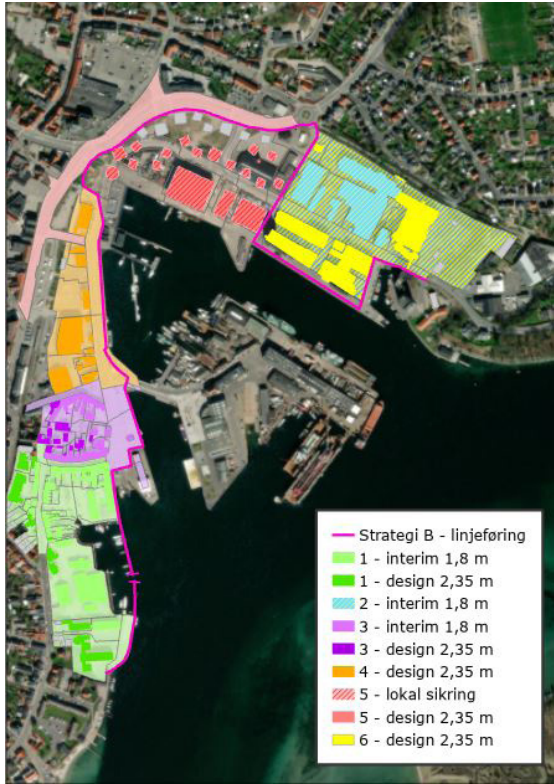 Strategi B - linjeføring
1 - interim 1,8 m
1 - design 2,35 m
2 - interim 1,8 m
3 - interim 1,8 m
3 - design 2,35 m
4 - design 2,35 m
5 - lokal sikring
5 - design 2,35 m
6 - design 2,35 m